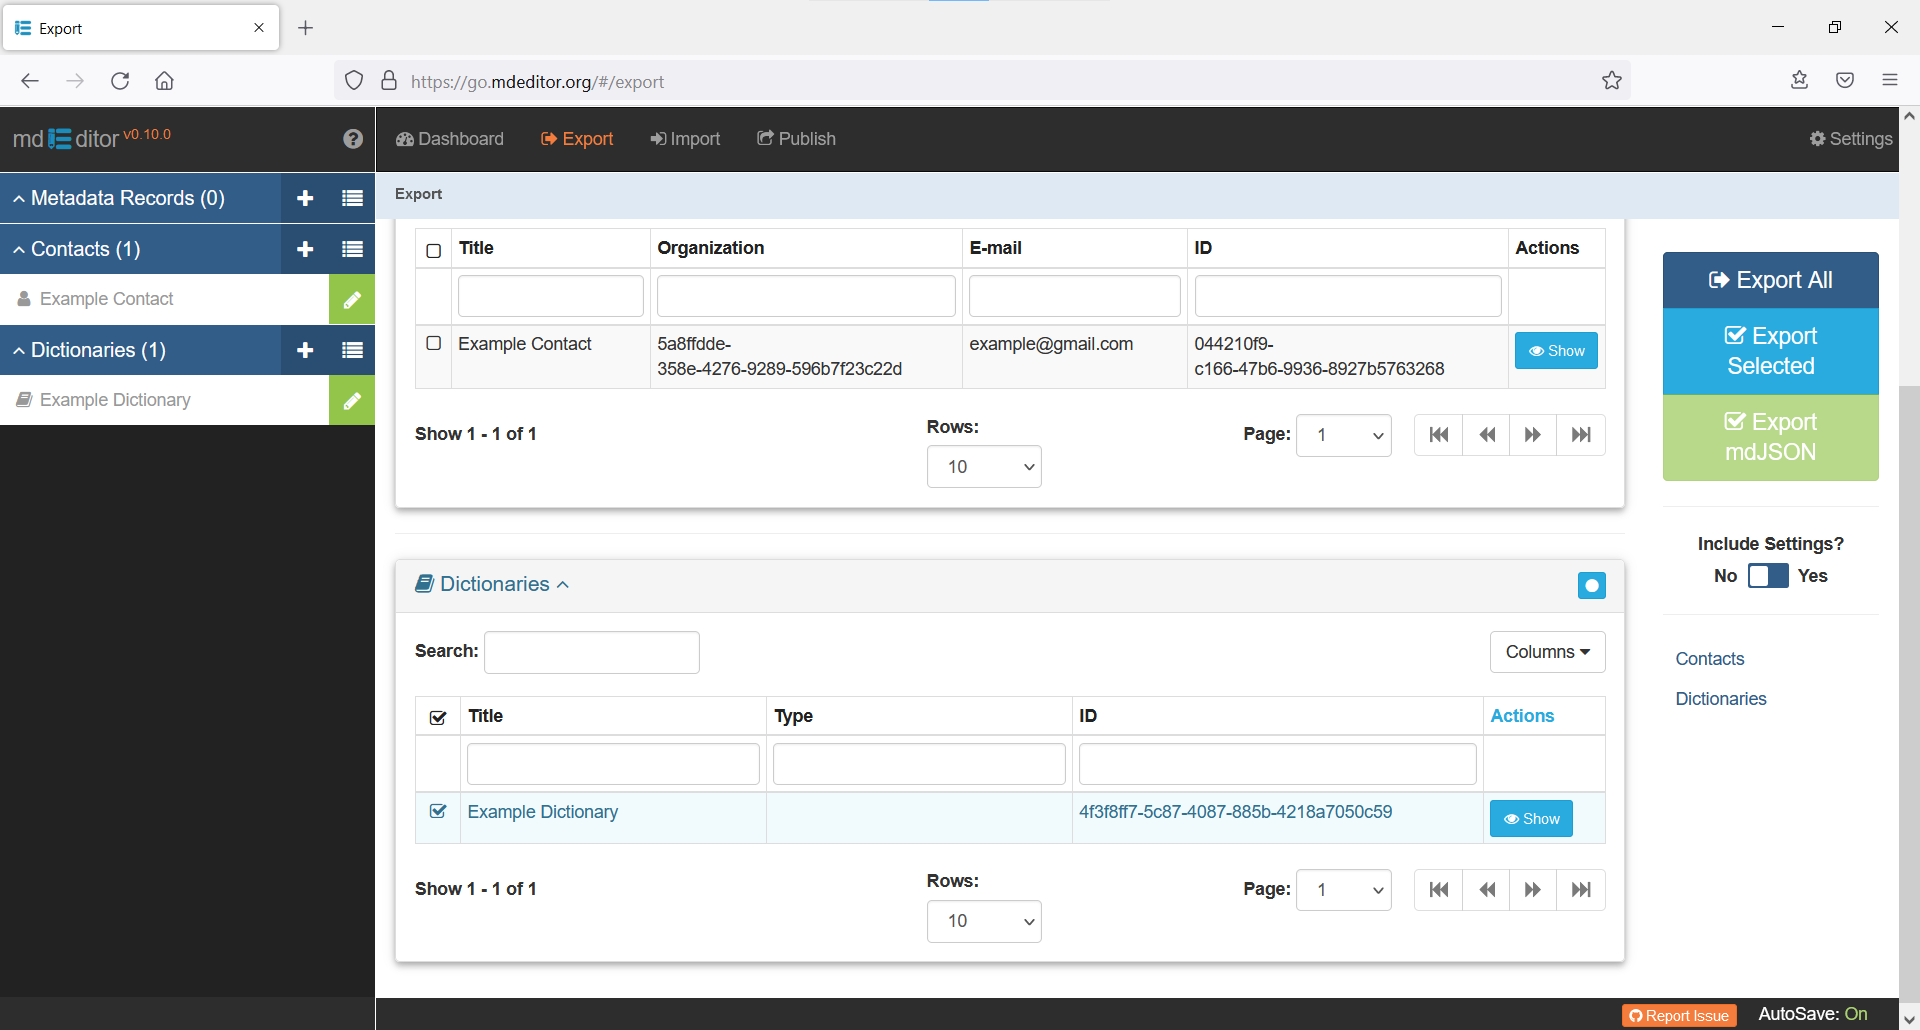 Export
https://go.mdeditor.org/#/export
md ditor v0.10.0
Dashboard Export Import Publish Settings
Metadata Records (0)
Contacts (1)
Example Contact
Dictionaries (1)
Example Dictionary
Export
Title Organization E-mail ID Actions
Example Contact 5a8ffdde- example@gmail.com 044210f9- Show
358e-4276-9289-596b7f23c22d c166-47b6-9936-8927b5763268
Show 1 - 1 of 1 Rows: Page: 1
10
Dictionaries
Search: Columns
Title Type ID Actions
Example Dictionary 4f3f8ff7-5c87-4087-885b-4218a7050c59 Show
Show 1 - 1 of 1 Rows: Page: 1
10
Export All
Export
Selected
Export
mdJSON
Include Settings?
No Yes
Contacts
Dictionaries
Report Issue AutoSave: On